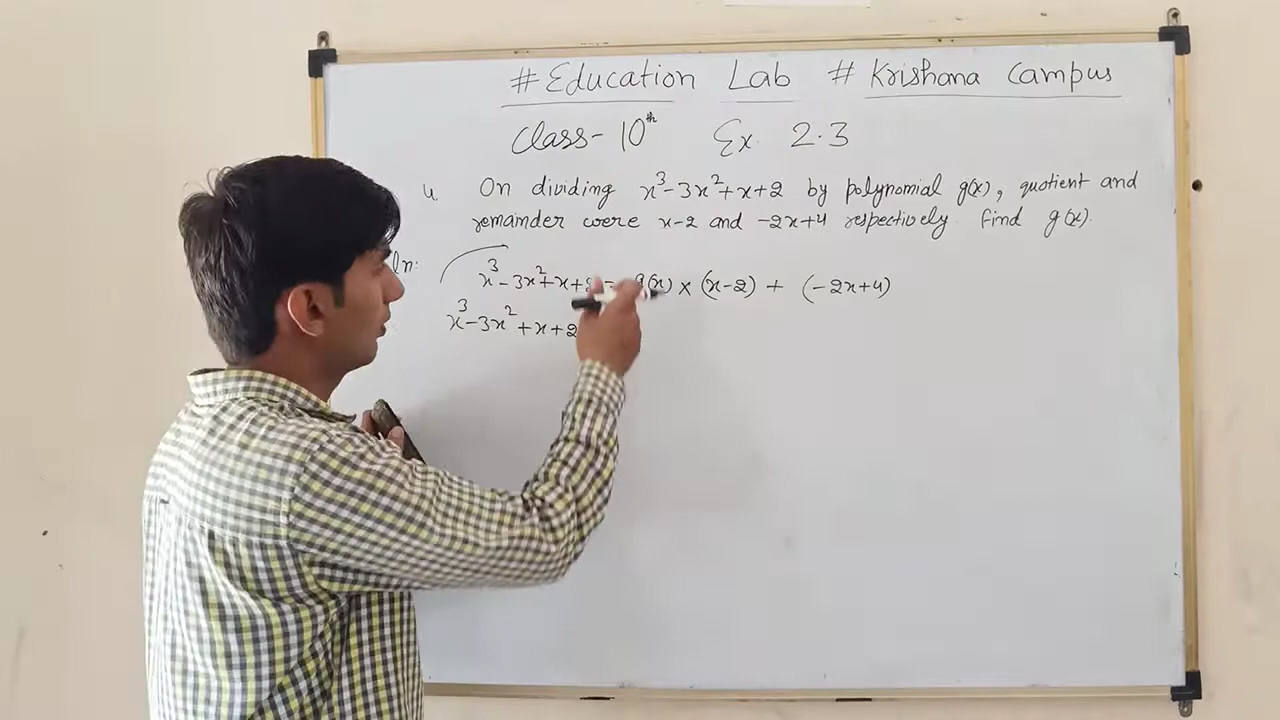 # Education Lab # Krishana Campus
Class- 10th Ex. 2.3
4 On dividing x³-3x²+x+2 by polynomial g(x), quotient and
remainder were x-2 and -2x+4 respectively. find g(x).
ln:
x³-3x²+x+2 = g(x) × (x-2) + (-2x+4)
x³-3x²+x+2